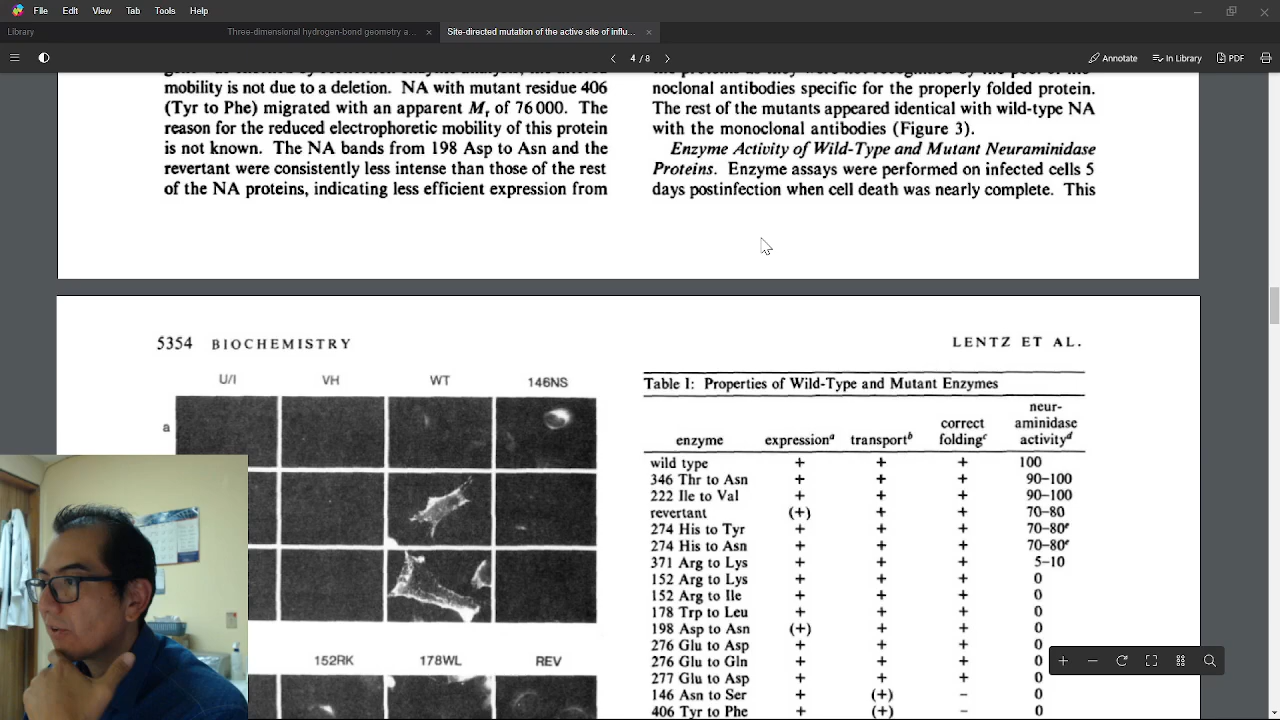 File Edit View Tab Tools Help
Library
Three-dimensional hydrogen-bond geometry a...
Site-directed mutation of the active site of influ...
4 / 8
Annotate In Library PDF
mobility is not due to a deletion. NA with mutant residue 406
(Tyr to Phe) migrated with an apparent Mr of 76 000. The
reason for the reduced electrophoretic mobility of this protein
is not known. The NA bands from 198 Asp to Asn and the
revertant were consistently less intense than those of the rest
of the NA proteins, indicating less efficient expression from
noclonal antibodies specific for the properly folded protein.
The rest of the mutants appeared identical with wild-type NA
with the monoclonal antibodies (Figure 3).
Enzyme Activity of Wild-Type and Mutant Neuraminidase
Proteins. Enzyme assays were performed on infected cells 5
days postinfection when cell death was nearly complete. This
5354 BIOCHEMISTRY
LENTZ ET AL.
U/I VH WT 146NS
a
152RK 178WL REV
Table I: Properties of Wild-Type and Mutant Enzymes
neur-
correct aminidase
enzyme expressiona transportb foldingc activityd
wild type + + + 100
346 Thr to Asn + + + 90–100
222 Ile to Val + + + 90–100
revertant (+) + + 70–80
274 His to Tyr + + + 70–80e
274 His to Asn + + + 70–80e
371 Arg to Lys + + + 5–10
152 Arg to Lys + + + 0
152 Arg to Ile + + + 0
178 Trp to Leu + + + 0
198 Asp to Asn (+) + + 0
276 Glu to Asp + + + 0
276 Glu to Gln + + + 0
277 Glu to Asp + + + 0
146 Asn to Ser + (+) – 0
406 Tyr to Phe + (+) – 0